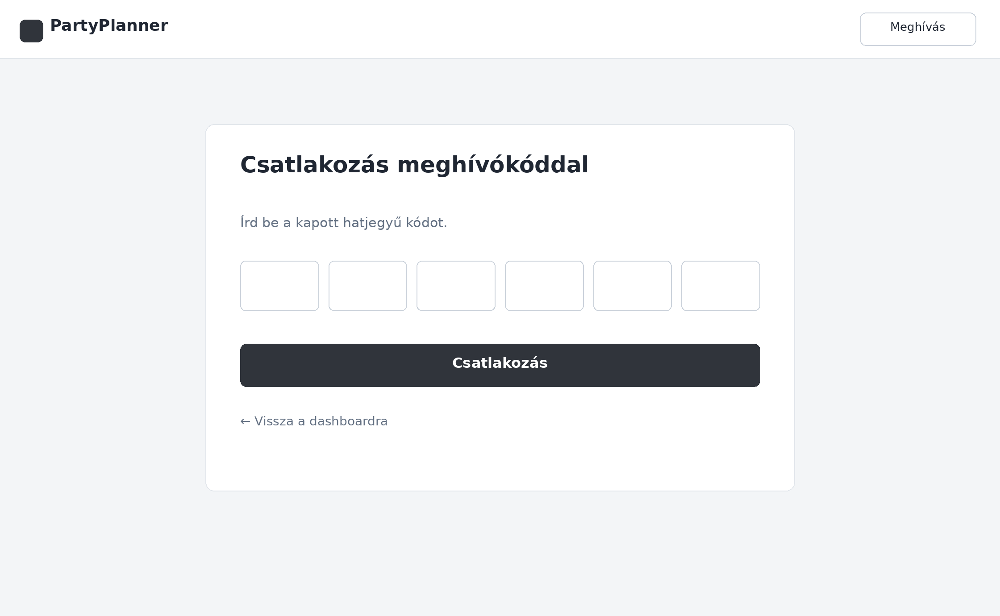 PartyPlanner
Meghívás
Csatlakozás meghívókóddal
Írd be a kapott hatjegyű kódot.
Csatlakozás
← Vissza a dashboardra